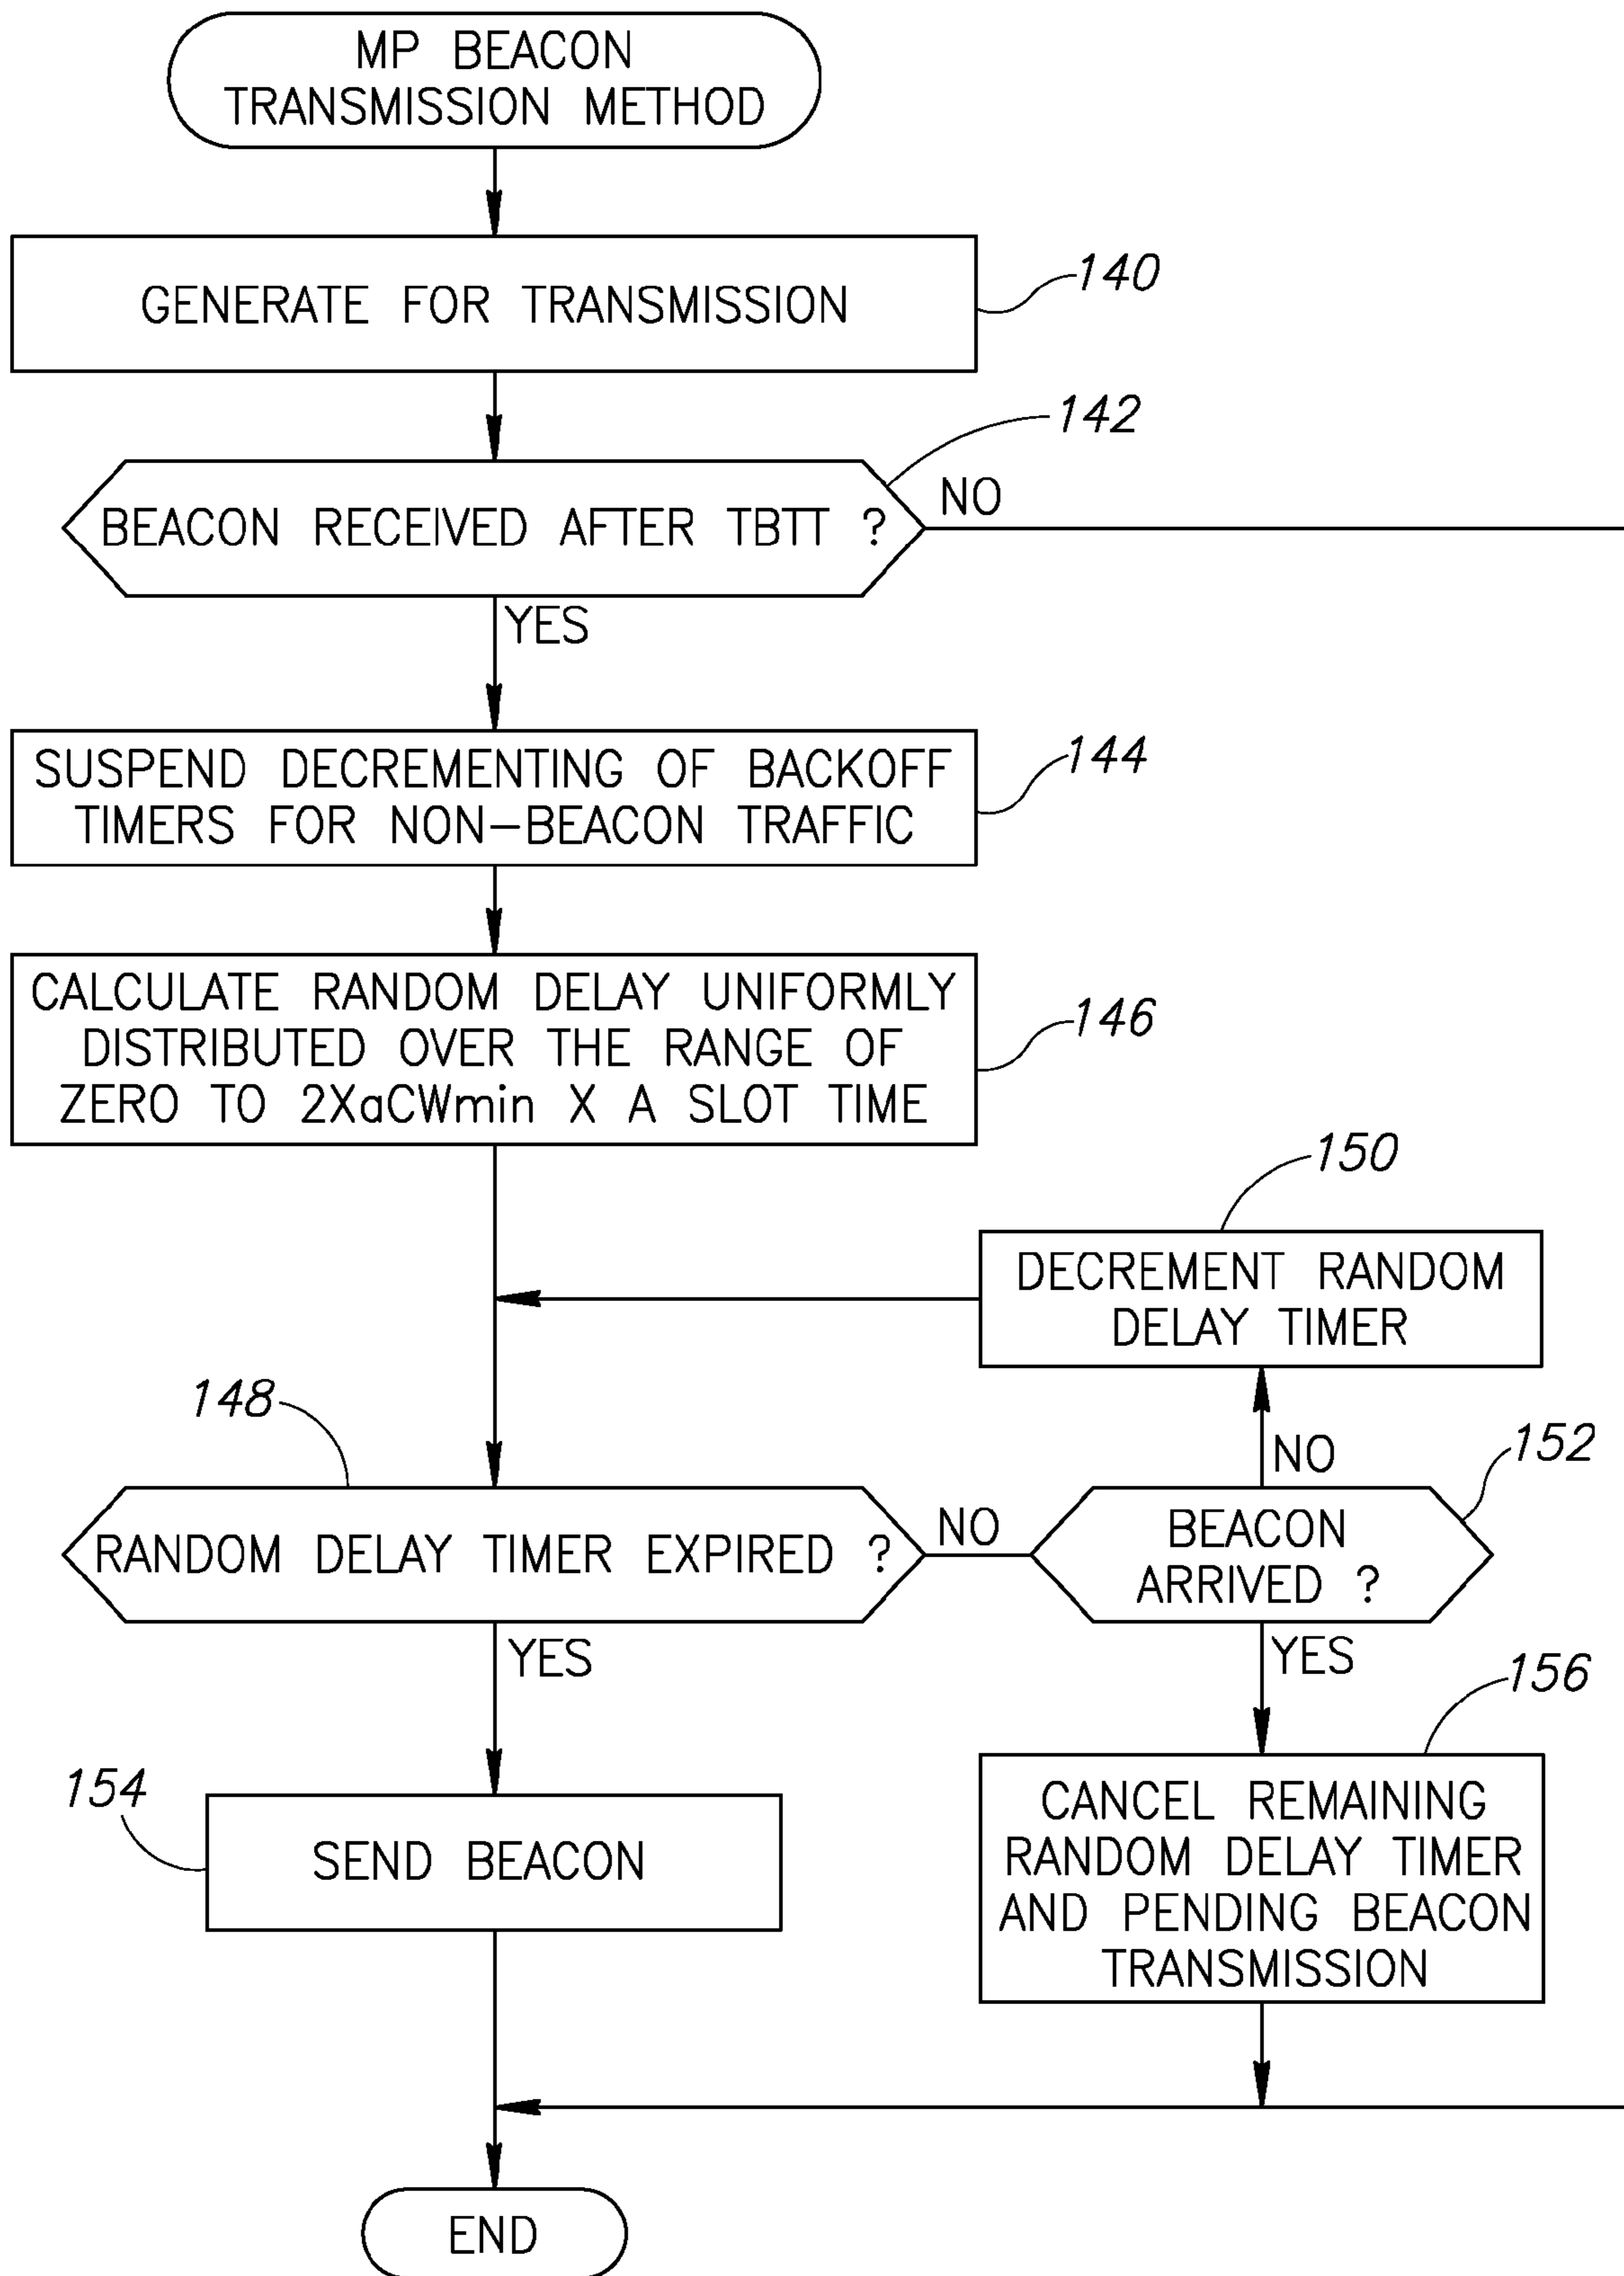 MP BEACON
TRANSMISSION METHOD
GENERATE FOR TRANSMISSION
140
142
BEACON RECEIVED AFTER TBTT ?
NO
YES
SUSPEND DECREMENTING OF BACKOFF
TIMERS FOR NON-BEACON TRAFFIC
144
CALCULATE RANDOM DELAY UNIFORMLY
DISTRIBUTED OVER THE RANGE OF
ZERO TO 2XaCWmin X A SLOT TIME
146
150
DECREMENT RANDOM
DELAY TIMER
148
NO
152
RANDOM DELAY TIMER EXPIRED ?
NO
BEACON
ARRIVED ?
YES
YES
156
154
SEND BEACON
CANCEL REMAINING
RANDOM DELAY TIMER
AND PENDING BEACON
TRANSMISSION
END